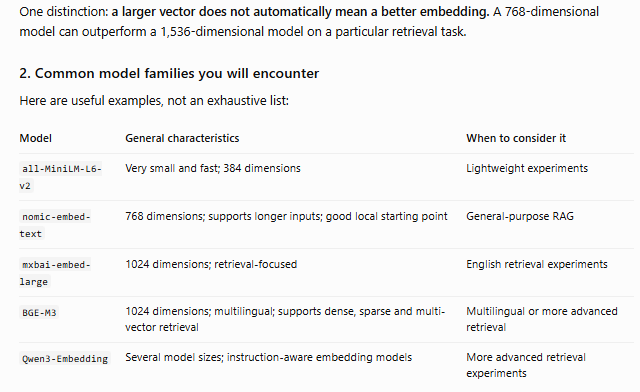 One distinction: a larger vector does not automatically mean a better embedding. A 768-dimensional
model can outperform a 1,536-dimensional model on a particular retrieval task.
2. Common model families you will encounter
Here are useful examples, not an exhaustive list:
Model General characteristics When to consider it
all-MiniLM-L6- Very small and fast; 384 dimensions Lightweight experiments
v2
nomic-embed- 768 dimensions; supports longer inputs; good local starting point General-purpose RAG
text
mxbai-embed- 1024 dimensions; retrieval-focused English retrieval experiments
large
BGE-M3 1024 dimensions; multilingual; supports dense, sparse and multi- Multilingual or more advanced
vector retrieval retrieval
Qwen3-Embedding Several model sizes; instruction-aware embedding models More advanced retrieval
experiments